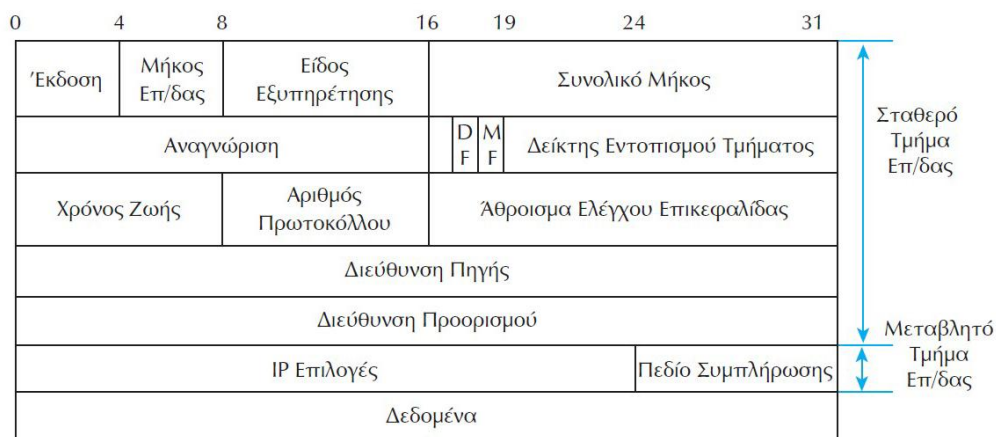 0 4 8 16 19 24 31
Έκδοση
Μήκος
Επ/δας
Είδος
Εξυπηρέτησης
Συνολικό Μήκος
Αναγνώριση
D
F
M
F
Δείκτης Εντοπισμού Τμήματος
Χρόνος Ζωής
Αριθμός
Πρωτοκόλλου
Άθροισμα Ελέγχου Επικεφαλίδας
Διεύθυνση Πηγής
Διεύθυνση Προορισμού
IP Επιλογές
Πεδίο Συμπλήρωσης
Δεδομένα
Σταθερό
Τμήμα
Επ/δας
Μεταβλητό
Τμήμα
Επ/δας